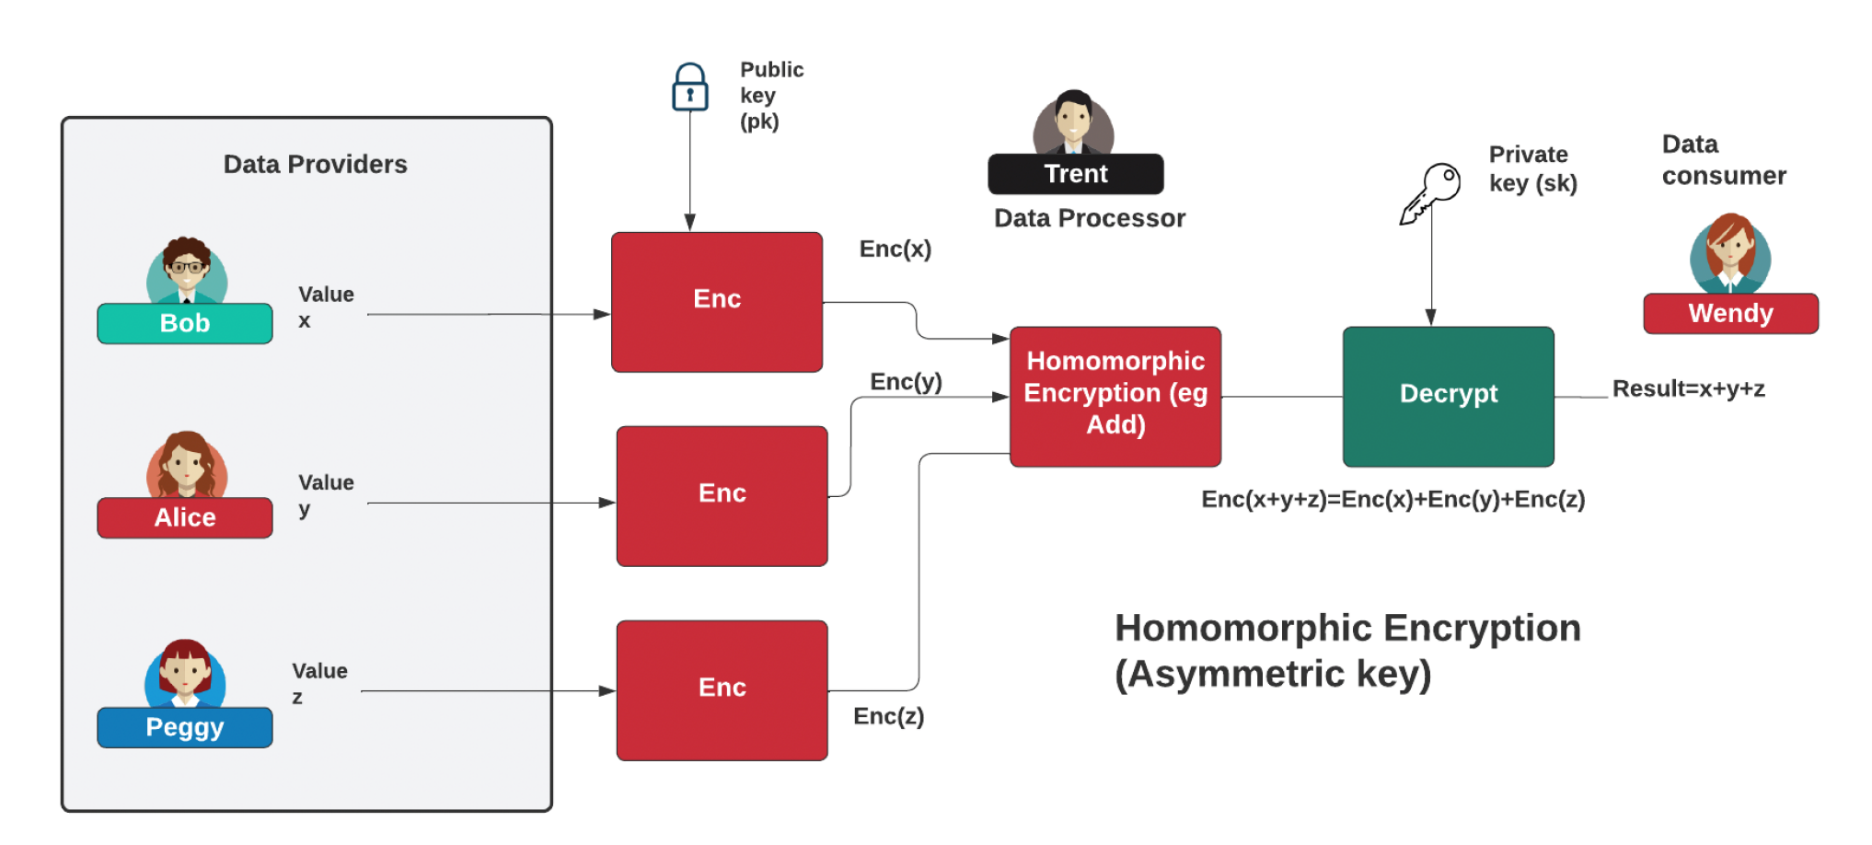 Public
key
(pk)
Data Providers
Trent
Data Processor
Private
key (sk)
Data
consumer
Bob
Value
x
Enc
Enc(x)
Wendy
Homomorphic
Encryption (eg
Add)
Decrypt
Result=x+y+z
Enc(y)
Alice
Value
y
Enc
Enc(x+y+z)=Enc(x)+Enc(y)+Enc(z)
Homomorphic Encryption
(Asymmetric key)
Peggy
Value
z
Enc
Enc(z)